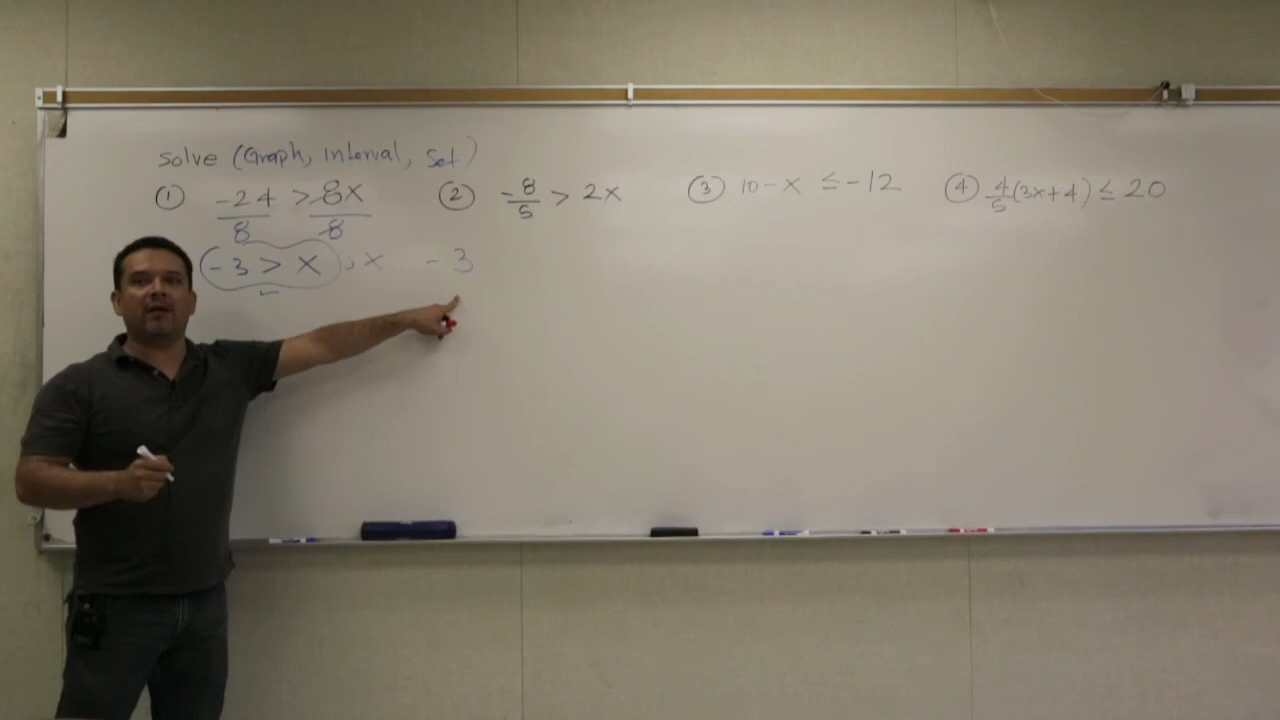 solve (Graph, Interval, Set)
① -24 > 8x
8 8
-3 > x ; x -3
② -8/5 > 2x
③ 10 - x ≤ -12
④ 4/5 (3x+4) ≤ 20